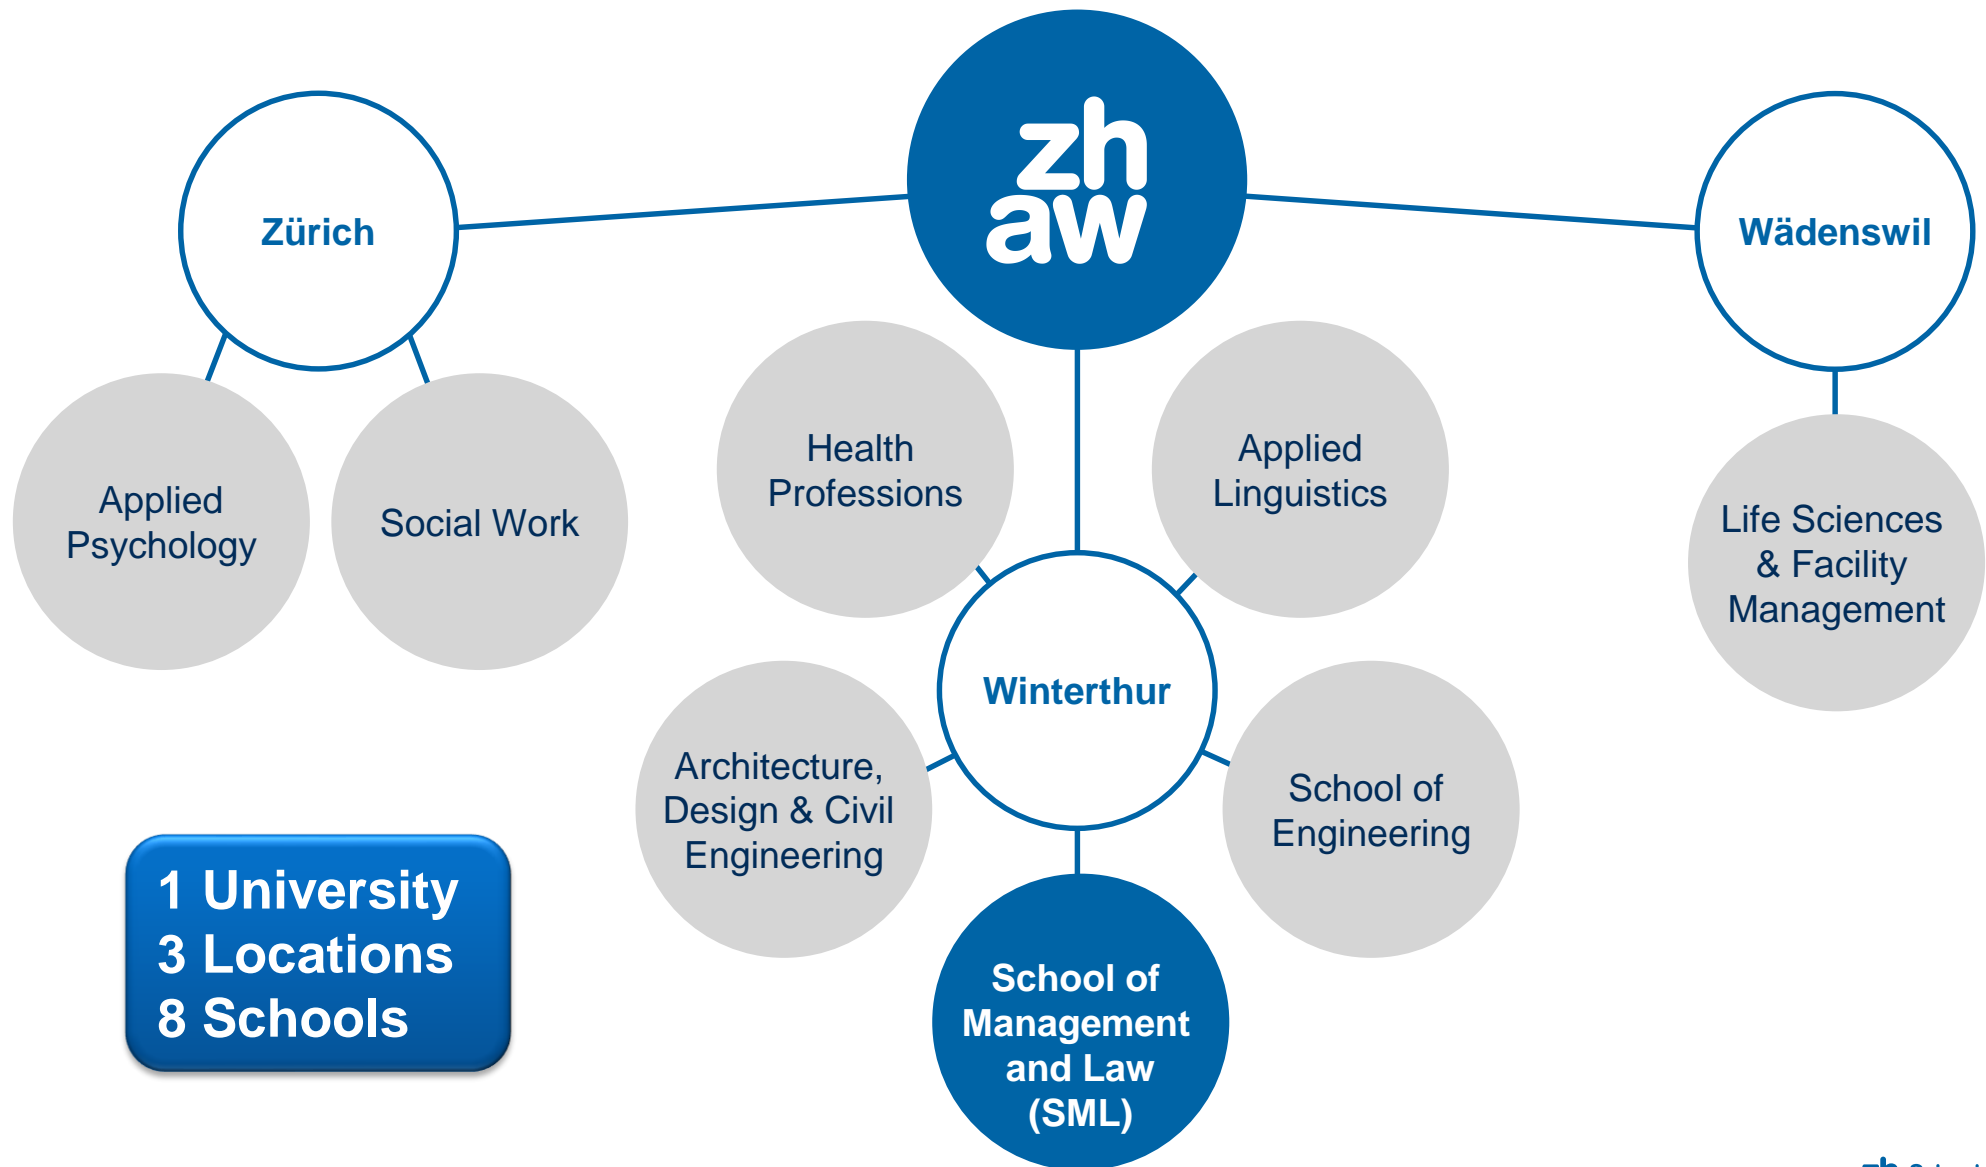 zh
aw
Zürich
Wädenswil
Applied
Psychology
Social Work
Health
Professions
Applied
Linguistics
Life Sciences
& Facility
Management
Winterthur
Architecture,
Design & Civil
Engineering
School of
Engineering
School of
Management
and Law
(SML)
1 University
3 Locations
8 Schools